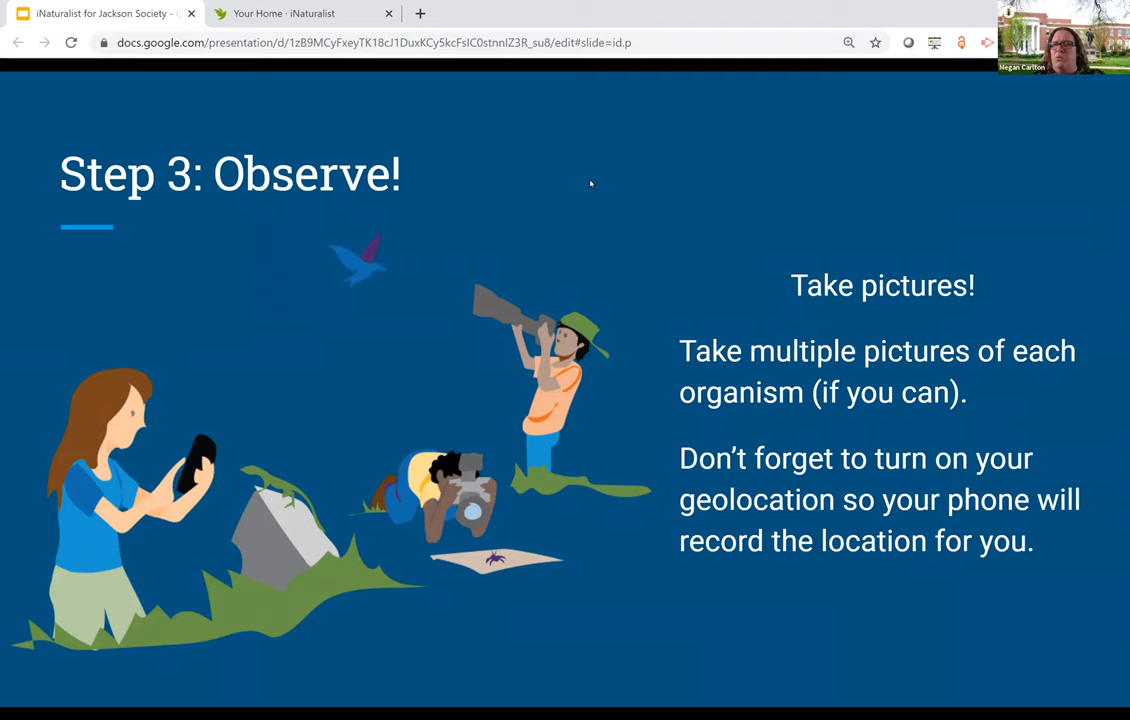 iNaturalist for Jackson Society -
Your Home · iNaturalist
docs.google.com/presentation/d/1zB9MCyFxeyTK18cJ1DuxKCy5kcFsIC0stnnIZ3R_su8/edit#slide=id.p
Megan Carlton
Step 3: Observe!
Take pictures!
Take multiple pictures of each
organism (if you can).
Don't forget to turn on your
geolocation so your phone will
record the location for you.